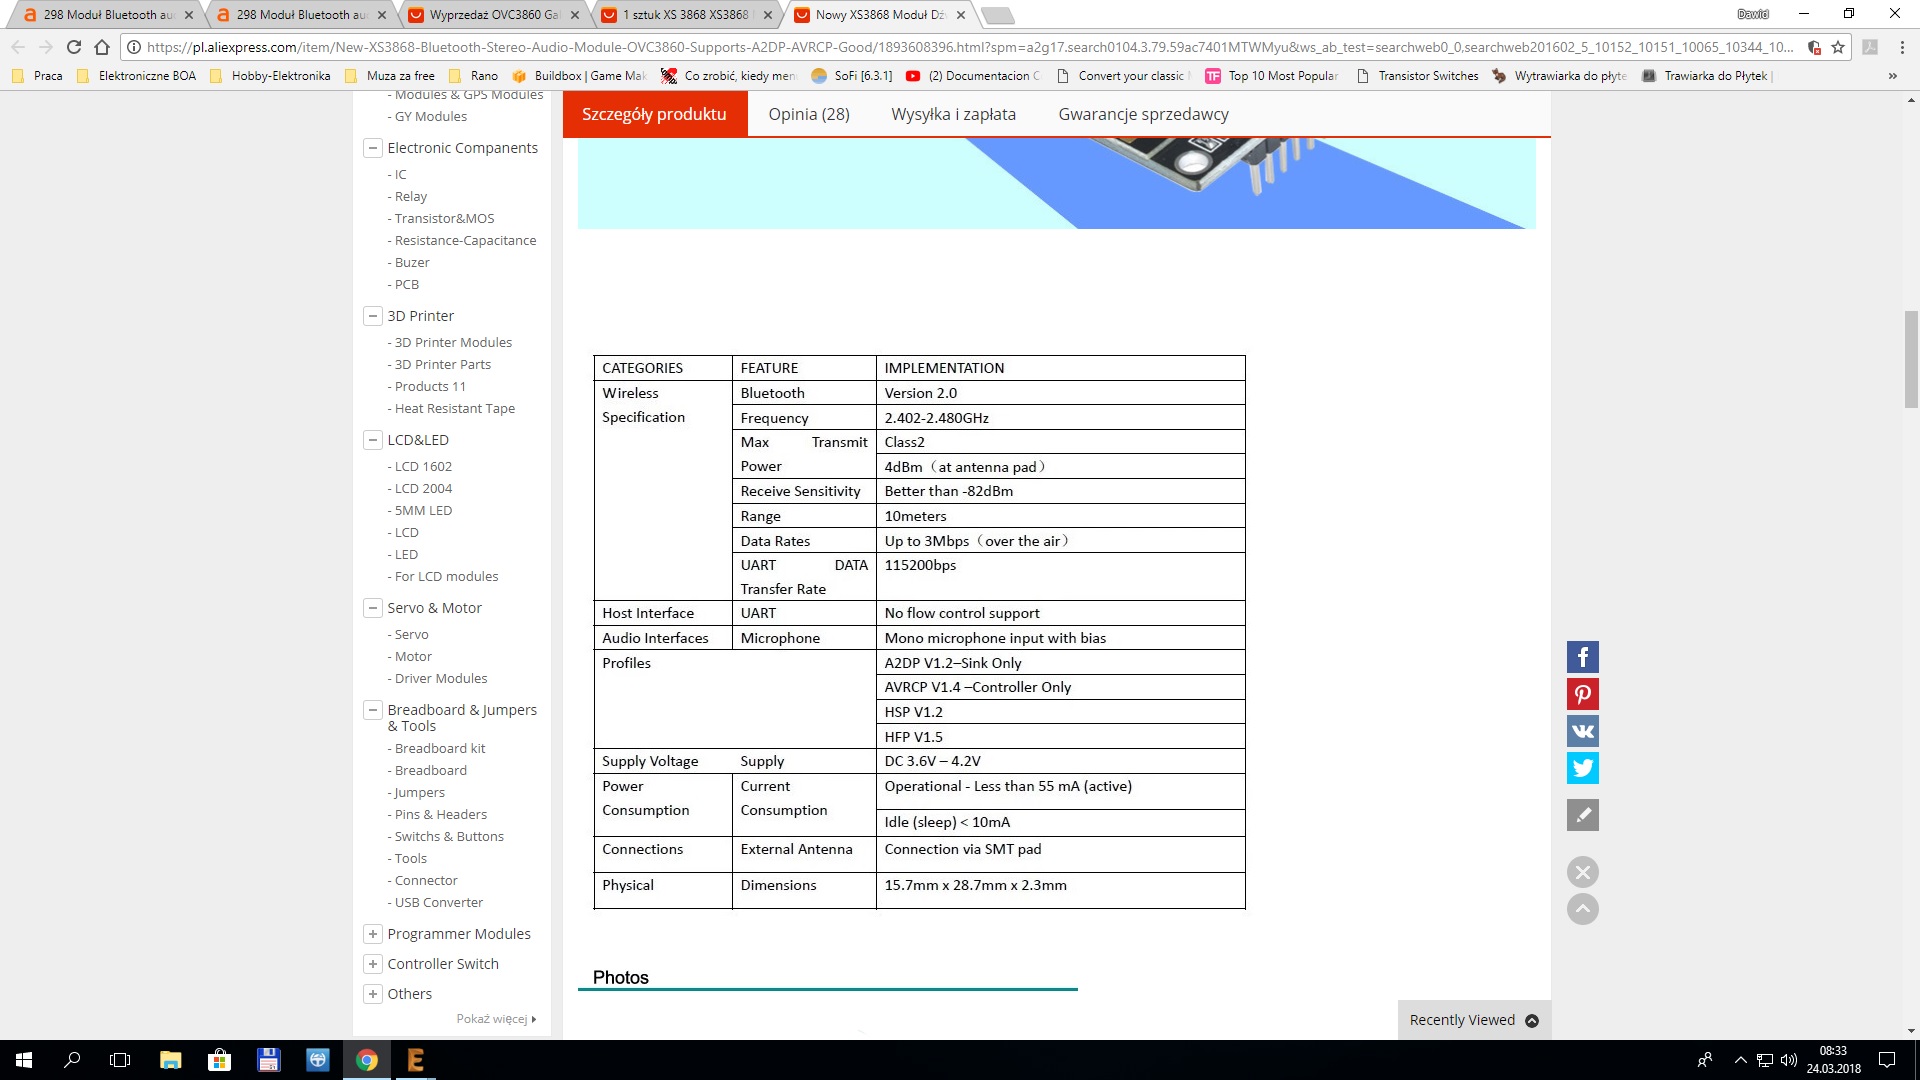 298 Moduł Bluetooth au
298 Moduł Bluetooth au
Wyprzedaż OVC3860 Ga
1 sztuk XS 3868 XS3868
Nowy XS3868 Moduł Dź
Dawid
https://pl.aliexpress.com/item/New-XS3868-Bluetooth-Stereo-Audio-Module-OVC3860-Supports-A2DP-AVRCP-Good/1893608396.html?spm=a2g17.search0104.3.79.59ac7401MTWMyu&ws_ab_test=searchweb0_0,searchweb201602_5_10152_10151_10065_10344_10...
Praca
Elektroniczne BOA
Hobby-Elektronika
Muza za free
Rano
Buildbox | Game Mak
Co zrobić, kiedy men
SoFi [6.3.1]
(2) Documentacion C
Convert your classic
Top 10 Most Popular
Transistor Switches
Wytrawiarka do płyte
Trawiarka do Płytek |
- Modules & GPS Modules
- GY Modules
Electronic Components
- IC
- Relay
- Transistor&MOS
- Resistance-Capacitance
- Buzer
- PCB
3D Printer
- 3D Printer Modules
- 3D Printer Parts
- Products 11
- Heat Resistant Tape
LCD&LED
- LCD 1602
- LCD 2004
- 5MM LED
- LCD
- LED
- For LCD modules
Servo & Motor
- Servo
- Motor
- Driver Modules
Breadboard & Jumpers
& Tools
- Breadboard kit
- Breadboard
- Jumpers
- Pins & Headers
- Switchs & Buttons
- Tools
- Connector
- USB Converter
Programmer Modules
Controller Switch
Others
Pokaż więcej
Szczegóły produktu
Opinia (28)
Wysyłka i zapłata
Gwarancje sprzedawcy
CATEGORIES FEATURE IMPLEMENTATION
Wireless Bluetooth Version 2.0
Specification Frequency 2.402-2.480GHz
Max Transmit Class2
Power 4dBm（at antenna pad）
Receive Sensitivity Better than -82dBm
Range 10meters
Data Rates Up to 3Mbps（over the air）
UART DATA 115200bps
Transfer Rate
Host Interface UART No flow control support
Audio Interfaces Microphone Mono microphone input with bias
Profiles A2DP V1.2–Sink Only
AVRCP V1.4 –Controller Only
HSP V1.2
HFP V1.5
Supply Voltage Supply DC 3.6V – 4.2V
Power Current Operational - Less than 55 mA (active)
Consumption Consumption
Idle (sleep) < 10mA
Connections External Antenna Connection via SMT pad
Physical Dimensions 15.7mm x 28.7mm x 2.3mm
Photos
Recently Viewed
08:33
24.03.2018